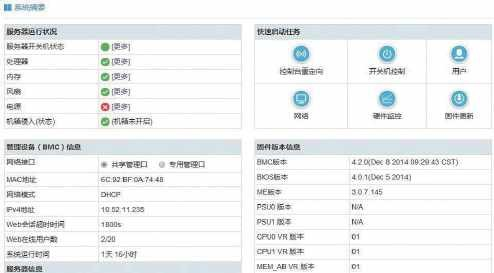 系统摘要
服务器运行状况
服务器开关机状态 [更多]
处理器 [更多]
内存 [更多]
风扇 [更多]
电源 [更多]
机箱侵入(状态) (机箱未开启)
快速启动任务
控制台重定向 开关机控制 用户
网络 硬件监控 固件更新
管理设备（BMC）信息
网络接口 共享管理口 专用管理口
MAC地址 6C:92:BF:0A:74:48
网络模式 DHCP
IPv4地址 10.52.11.235
Web会话超时时间 1800s
Web在线用户数 2/20
系统运行时间 1天 16小时
服务器信息
固件版本信息
BMC版本 4.2.0(Dec 8 2014 09:29:43 CST)
BIOS版本 4.0.1(Dec 5 2014)
ME版本 3.0.7.145
PSU0 版本 N/A
PSU1 版本 N/A
CPU0 VR 版本 01
CPU1 VR 版本 01
MEM_AB VR 版本 01